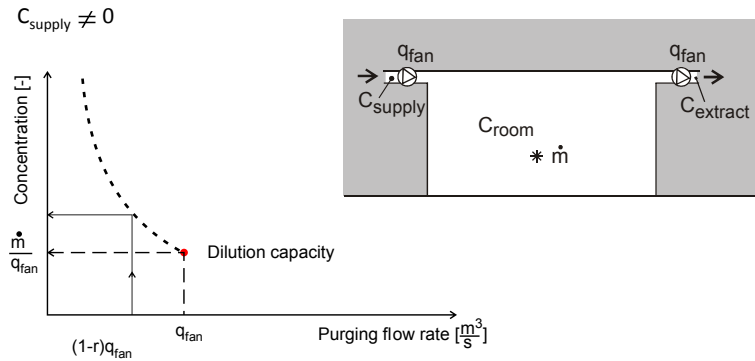 C_supply ≠ 0
Concentration [-]
ṁ
q_fan
Dilution capacity
q_fan
Purging flow rate [m³/s]
(1-r)q_fan
q_fan
q_fan
C_supply
C_extract
C_room
ṁ